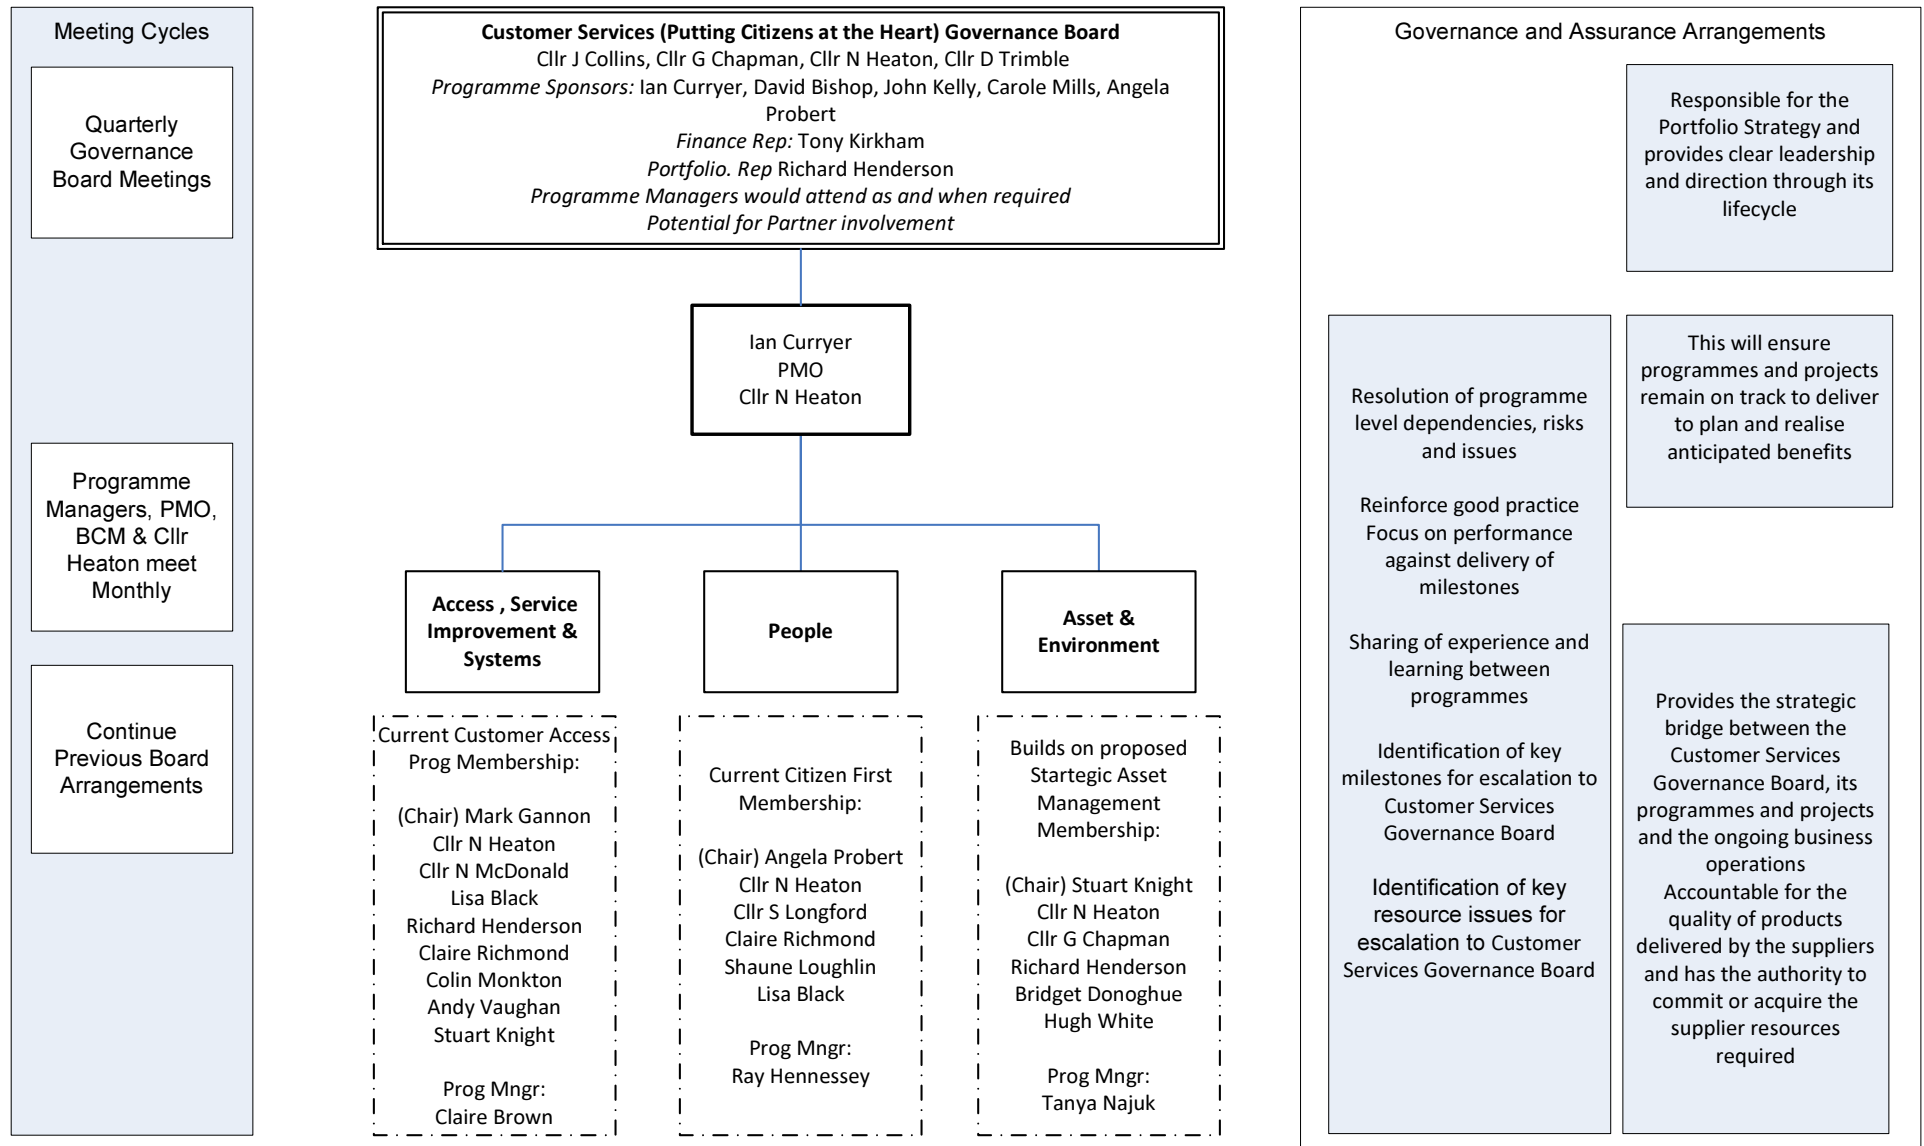 Meeting Cycles
Quarterly
Governance
Board Meetings
Programme
Managers, PMO,
BCM & Cllr
Heaton meet
Monthly
Continue
Previous Board
Arrangements
Customer Services (Putting Citizens at the Heart) Governance Board
Cllr J Collins, Cllr G Chapman, Cllr N Heaton, Cllr D Trimble
Programme Sponsors: Ian Curryer, David Bishop, John Kelly, Carole Mills, Angela
Probert
Finance Rep: Tony Kirkham
Portfolio. Rep Richard Henderson
Programme Managers would attend as and when required
Potential for Partner involvement
Ian Curryer
PMO
Cllr N Heaton
Access , Service
Improvement &
Systems
People
Asset &
Environment
Current Customer Access
Prog Membership:
(Chair) Mark Gannon
Cllr N Heaton
Cllr N McDonald
Lisa Black
Richard Henderson
Claire Richmond
Colin Monkton
Andy Vaughan
Stuart Knight
Prog Mngr:
Claire Brown
Current Citizen First
Membership:
(Chair) Angela Probert
Cllr N Heaton
Cllr S Longford
Claire Richmond
Shaune Loughlin
Lisa Black
Prog Mngr:
Ray Hennessey
Builds on proposed
Startegic Asset
Management
Membership:
(Chair) Stuart Knight
Cllr N Heaton
Cllr G Chapman
Richard Henderson
Bridget Donoghue
Hugh White
Prog Mngr:
Tanya Najuk
Governance and Assurance Arrangements
Responsible for the
Portfolio Strategy and
provides clear leadership
and direction through its
lifecycle
Resolution of programme
level dependencies, risks
and issues
Reinforce good practice
Focus on performance
against delivery of
milestones
Sharing of experience and
learning between
programmes
Identification of key
milestones for escalation to
Customer Services
Governance Board
Identification of key
resource issues for
escalation to Customer
Services Governance Board
This will ensure
programmes and projects
remain on track to deliver
to plan and realise
anticipated benefits
Provides the strategic
bridge between the
Customer Services
Governance Board, its
programmes and projects
and the ongoing business
operations
Accountable for the
quality of products
delivered by the suppliers
and has the authority to
commit or acquire the
supplier resources
required